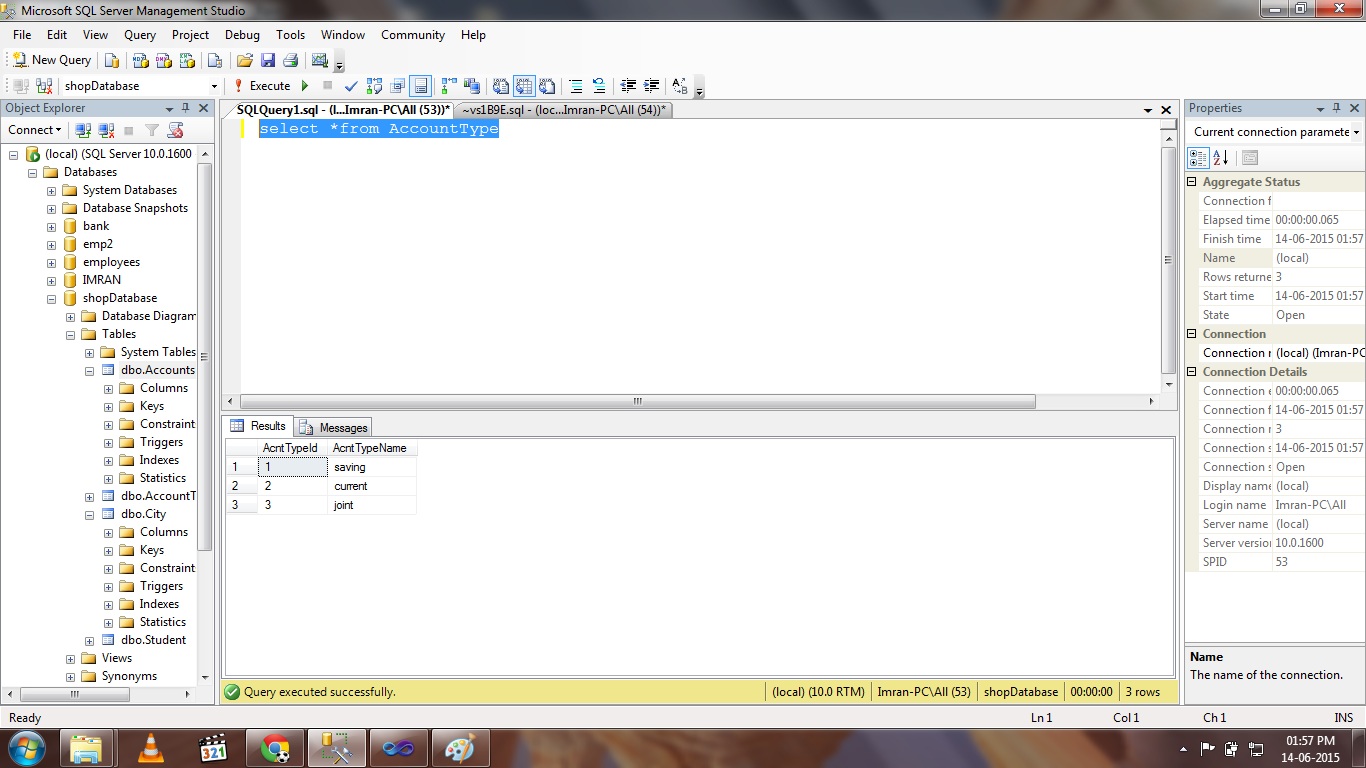 Microsoft SQL Server Management Studio
File Edit View Query Project Debug Tools Window Community Help
New Query
shopDatabase
Execute
Object Explorer
Connect
(local) (SQL Server 10.0.1600
Databases
System Databases
Database Snapshots
bank
emp2
employees
IMRAN
shopDatabase
Database Diagram
Tables
System Tables
dbo.Accounts
Columns
Keys
Constraint
Triggers
Indexes
Statistics
dbo.AccountT
dbo.City
Columns
Keys
Constraint
Triggers
Indexes
Statistics
dbo.Student
Views
Synonyms
SQLQuery1.sql - (l...Imran-PC\All (53))* ~vs1B9E.sql - (loc...Imran-PC\All (54))*
select *from AccountType
Results Messages
AcntTypeId AcntTypeName
1 1 saving
2 2 current
3 3 joint
Query executed successfully.
(local) (10.0 RTM) Imran-PC\All (53) shopDatabase 00:00:00 3 rows
Properties
Current connection paramete
Aggregate Status
Connection f
Elapsed time 00:00:00.065
Finish time 14-06-2015 01:57
Name (local)
Rows returne 3
Start time 14-06-2015 01:57
State Open
Connection
Connection r (local) (Imran-PC
Connection Details
Connection e 00:00:00.065
Connection f 14-06-2015 01:57
Connection r 3
Connection s 14-06-2015 01:57
Connection s Open
Display name (local)
Login name Imran-PC\All
Server name (local)
Server versio 10.0.1600
SPID 53
Name
The name of the connection.
Ready Ln 1 Col 1 Ch 1 INS
321
01:57 PM
14-06-2015